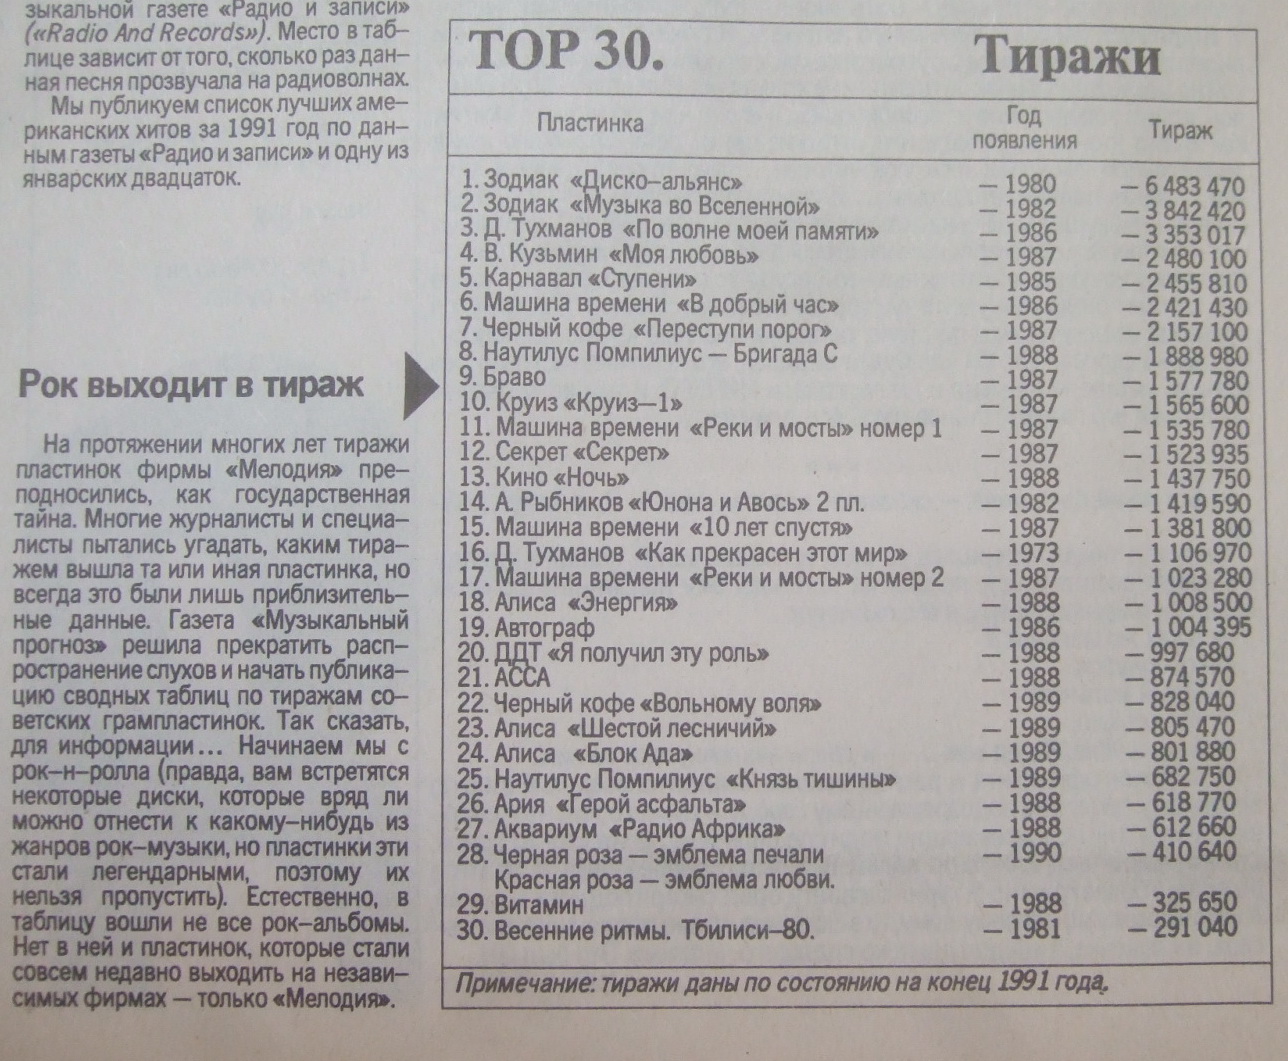 зыкальной газете «Радио и записи»
(«Radio And Records»). Место в таб-
лице зависит от того, сколько раз дан-
ная песня прозвучала на радиоволнах.
Мы публикуем список лучших аме-
риканских хитов за 1991 год по дан-
ным газеты «Радио и записи» и одну из
январских двадцаток.
Рок выходит в тираж
На протяжении многих лет тиражи
пластинок фирмы «Мелодия» пре-
подносились, как государственная
тайна. Многие журналисты и специа-
листы пытались угадать, каким тира-
жем вышла та или иная пластинка, но
всегда это были лишь приблизитель-
ные данные. Газета «Музыкальный
прогноз» решила прекратить расп-
ространение слухов и начать публика-
цию сводных таблиц по тиражам со-
ветских грампластинок. Так сказать,
для информации... Начинаем мы с
рок-н-ролла (правда, вам встретятся
некоторые диски, которые вряд ли
можно отнести к какому-нибудь из
жанров рок-музыки, но пластинки эти
стали легендарными, поэтому их
нельзя пропустить). Естественно, в
таблицу вошли не все рок-альбомы.
Нет в ней и пластинок, которые стали
совсем недавно выходить на незави-
симых фирмах — только «Мелодия».
TOP 30. Тиражи
Пластинка Год появления Тираж
1. Зодиак «Диско-альянс» — 1980 — 6 483 470
2. Зодиак «Музыка во Вселенной» — 1982 — 3 842 420
3. Д. Тухманов «По волне моей памяти» — 1986 — 3 353 017
4. В. Кузьмин «Моя любовь» — 1987 — 2 480 100
5. Карнавал «Ступени» — 1985 — 2 455 810
6. Машина времени «В добрый час» — 1986 — 2 421 430
7. Черный кофе «Переступи порог» — 1987 — 2 157 100
8. Наутилус Помпилиус — Бригада С — 1988 — 1 888 980
9. Браво — 1987 — 1 577 780
10. Круиз «Круиз—1» — 1987 — 1 565 600
11. Машина времени «Реки и мосты» номер 1 — 1987 — 1 535 780
12. Секрет «Секрет» — 1987 — 1 523 935
13. Кино «Ночь» — 1988 — 1 437 750
14. А. Рыбников «Юнона и Авось» 2 пл. — 1982 — 1 419 590
15. Машина времени «10 лет спустя» — 1987 — 1 381 800
16. Д. Тухманов «Как прекрасен этот мир» — 1973 — 1 106 970
17. Машина времени «Реки и мосты» номер 2 — 1987 — 1 023 280
18. Алиса «Энергия» — 1988 — 1 008 500
19. Автограф — 1986 — 1 004 395
20. ДДТ «Я получил эту роль» — 1988 — 997 680
21. АССА — 1988 — 874 570
22. Черный кофе «Вольному воля» — 1989 — 828 040
23. Алиса «Шестой лесничий» — 1989 — 805 470
24. Алиса «Блок Ада» — 1989 — 801 880
25. Наутилус Помпилиус «Князь тишины» — 1989 — 682 750
26. Ария «Герой асфальта» — 1988 — 618 770
27. Аквариум «Радио Африка» — 1988 — 612 660
28. Черная роза — эмблема печали — 1990 — 410 640
Красная роза — эмблема любви.
29. Витамин — 1988 — 325 650
30. Весенние ритмы. Тбилиси-80. — 1981 — 291 040
Примечание: тиражи даны по состоянию на конец 1991 года.